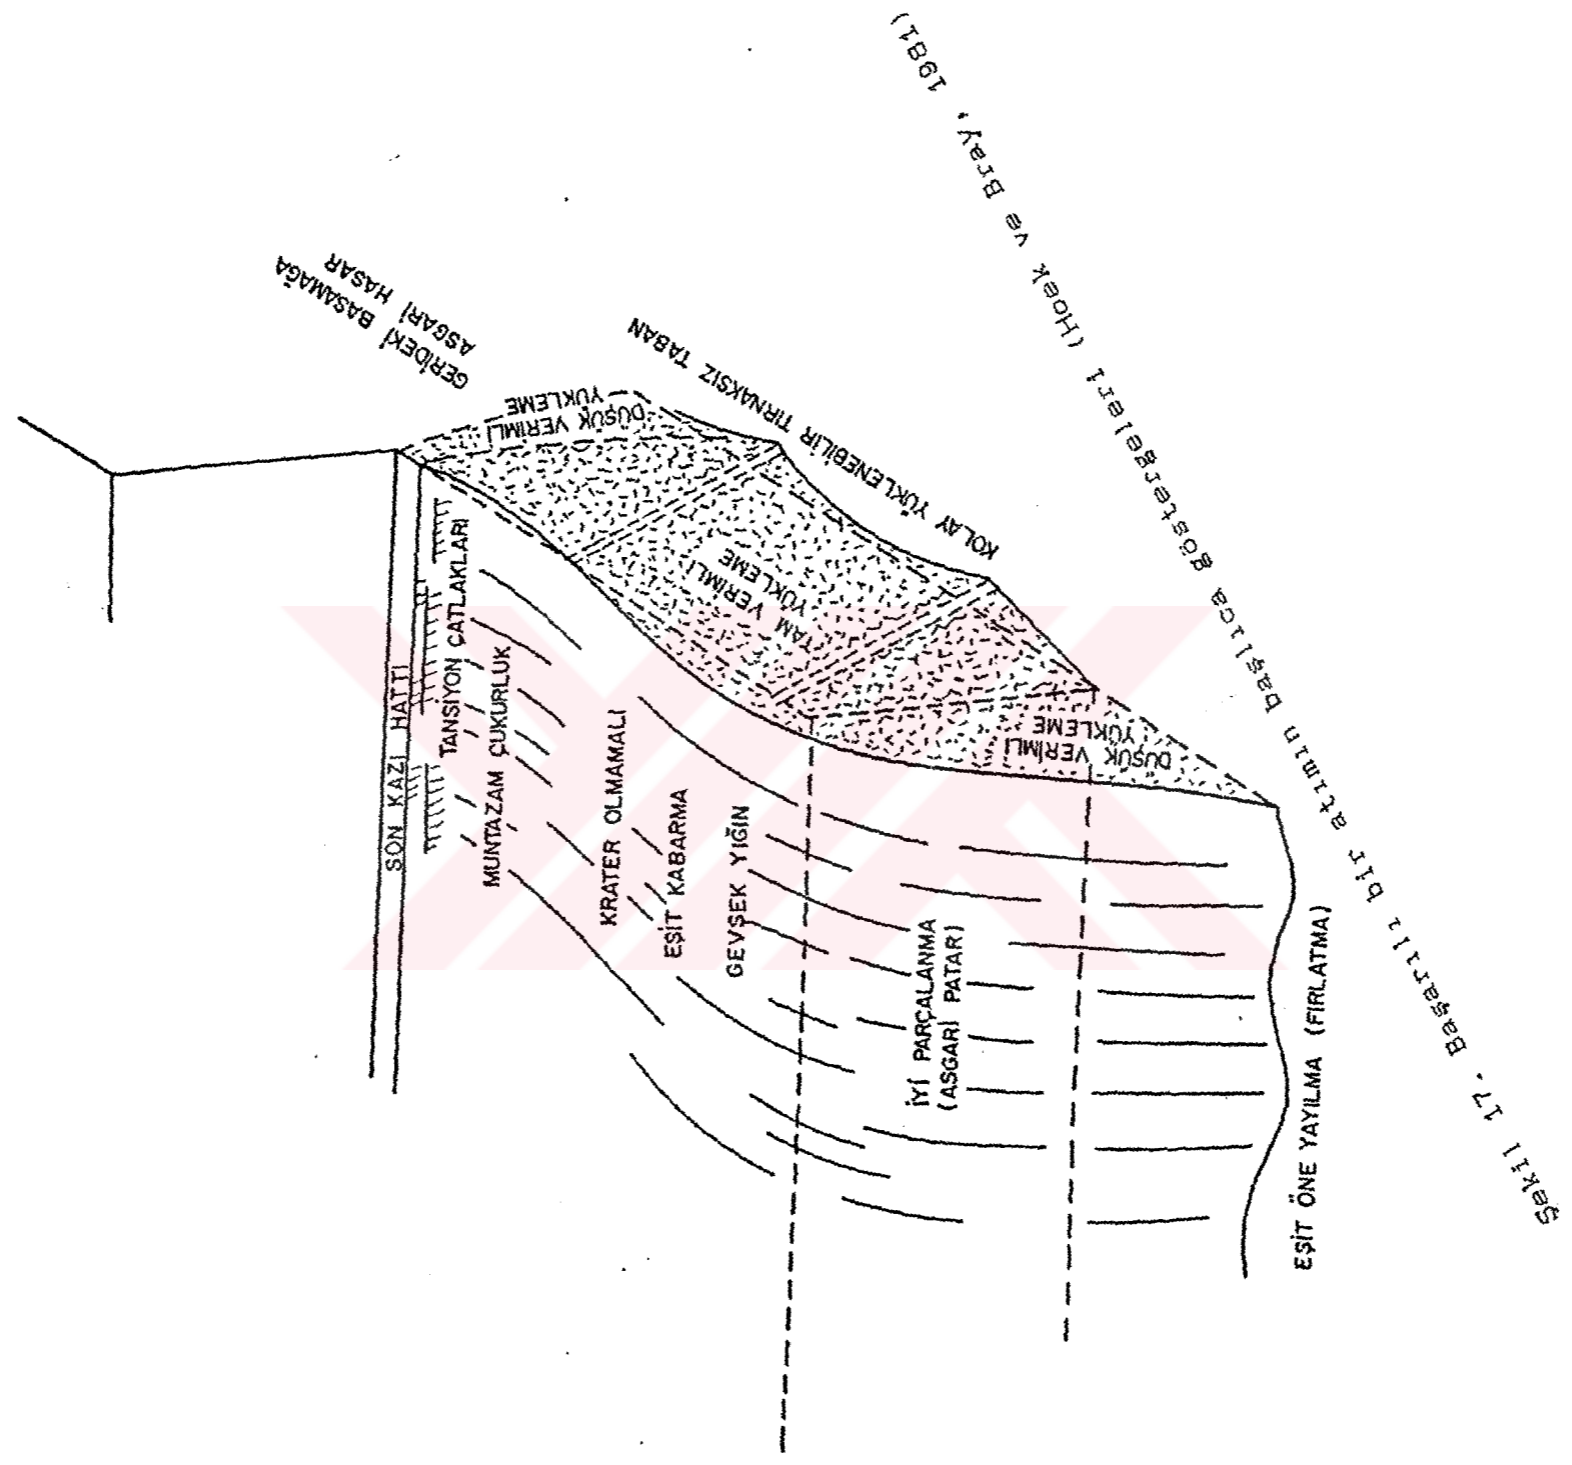 GERİDEKİ BASAMAĞA
ASGARİ HASAR
SON KAZI HATTI
TANSİYON ÇATLAKLARI
MUNTAZAM ÇUKURLUK
KRATER OLMAMALI
EŞİT KABARMA
GEVŞEK YIĞIN
İYİ PARÇALANMA
(ASGARİ PATAR)
EŞİT ÖNE YAYILMA (FIRLATMA)
DÜŞÜK VERİMLİ
YÜKLEME
TAM VERİMLİ
YÜKLEME
DÜŞÜK
VERİMLİ
YÜKLEME
KOLAY YÜKLENEBİLİR TIRNAKSIZ TABAN
Şekil 17. Başarılı bir atımın başlıca göstergeleri (Hoek ve Bray, 1981)